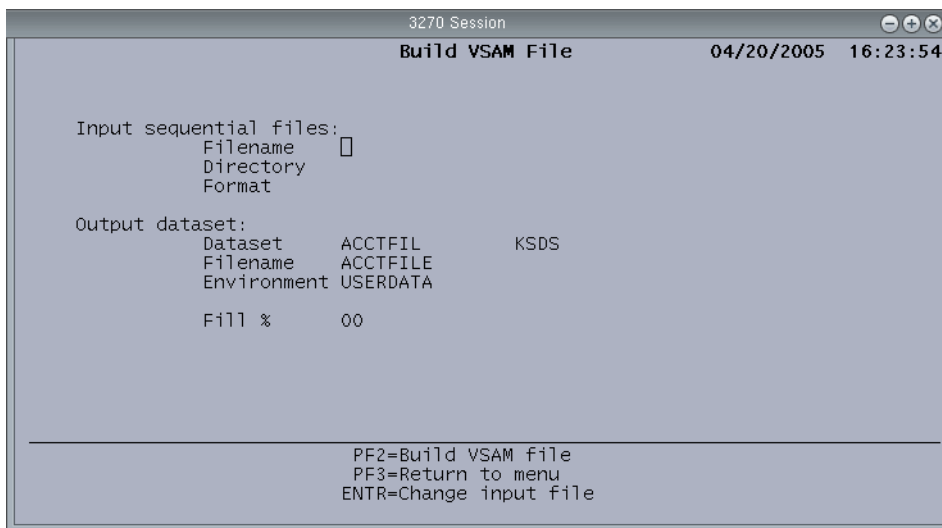 3270 Session
Build VSAM File 04/20/2005 16:23:54
Input sequential files:
Filename
Directory
Format
Output dataset:
Dataset ACCTFIL KSDS
Filename ACCTFILE
Environment USERDATA
Fill % 00
PF2=Build VSAM file
PF3=Return to menu
ENTR=Change input file